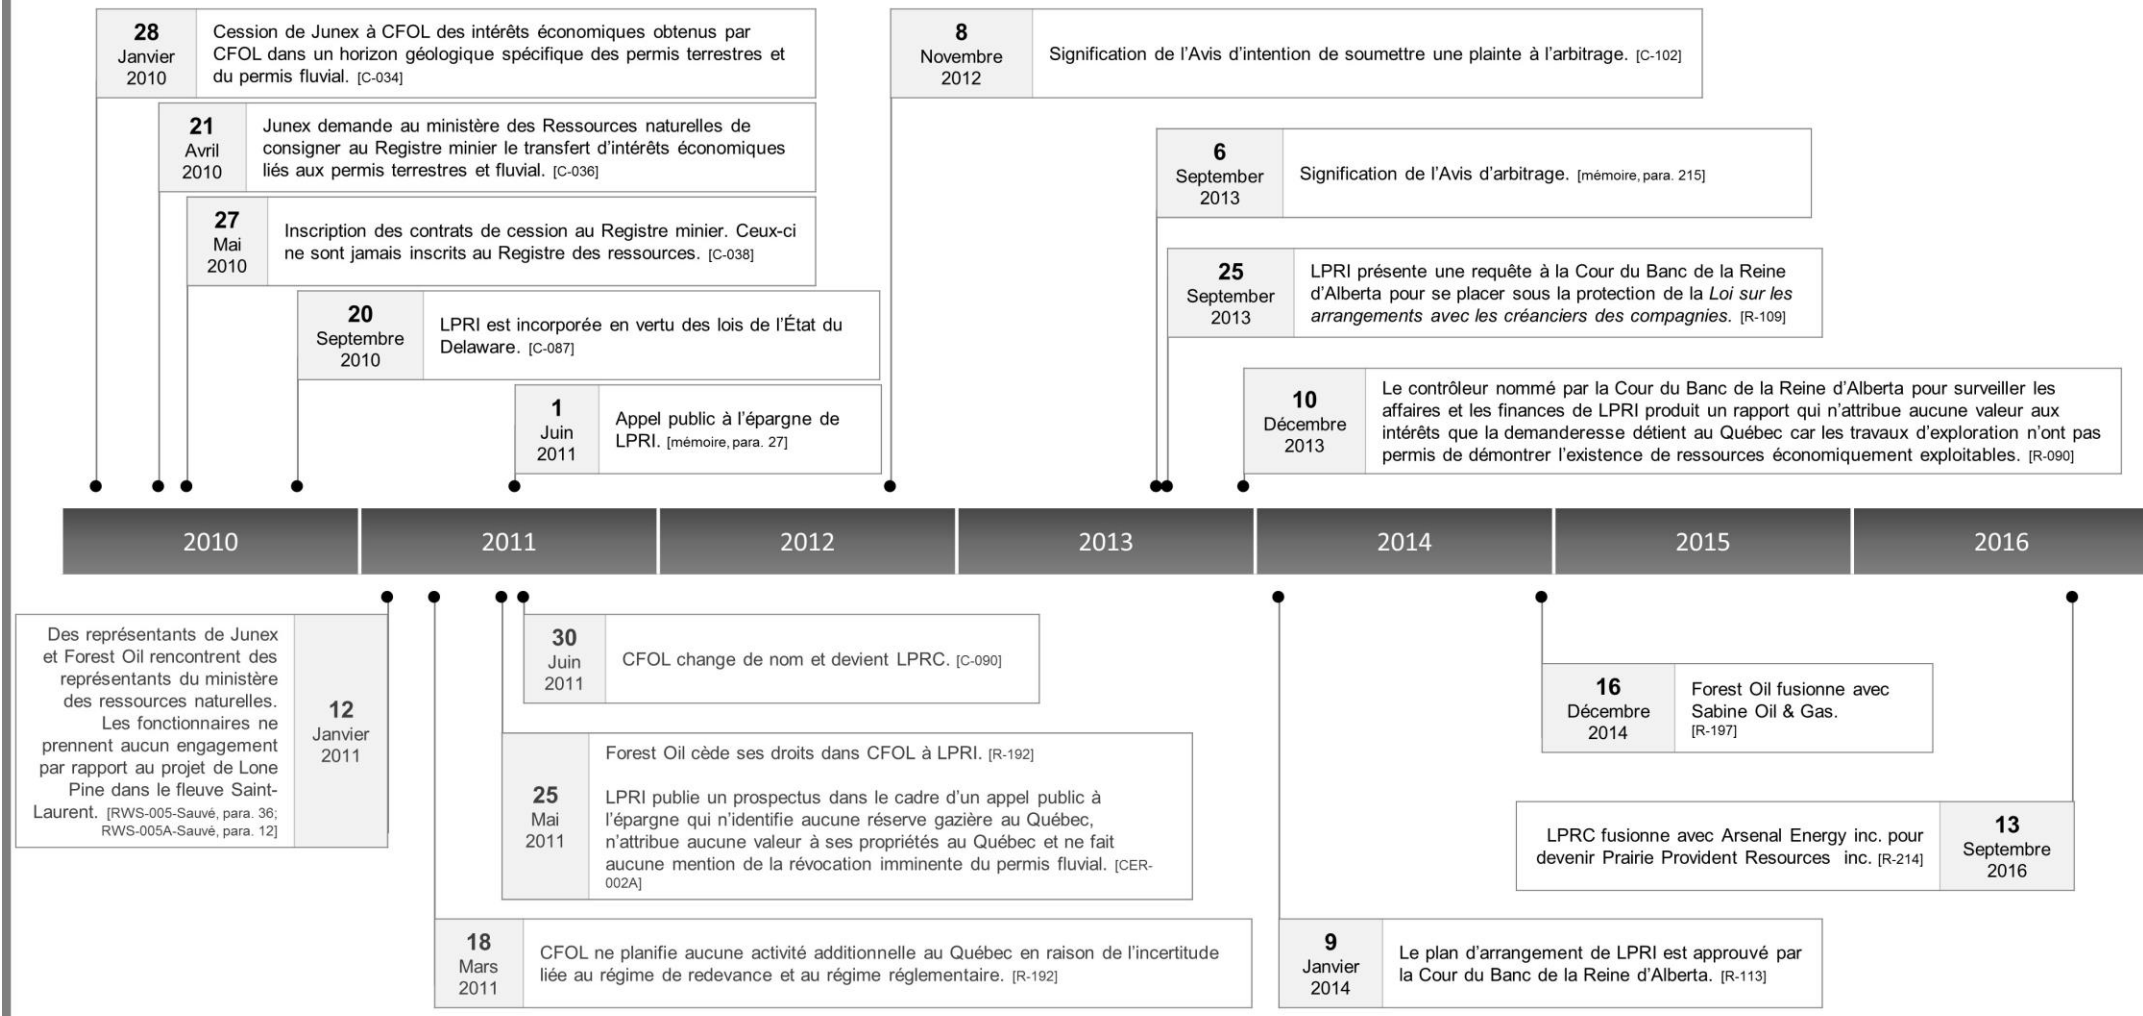 28
Janvier
2010
Cession de Junex à CFOL des intérêts économiques obtenus par
CFOL dans un horizon géologique spécifique des permis terrestres et
du permis fluvial. [C-034]
21
Avril
2010
Junex demande au ministère des Ressources naturelles de
consigner au Registre minier le transfert d’intérêts économiques
liés aux permis terrestres et fluvial. [C-036]
27
Mai
2010
Inscription des contrats de cession au Registre minier. Ceux-ci
ne sont jamais inscrits au Registre des ressources. [C-038]
20
Septembre
2010
LPRI est incorporée en vertu des lois de l’État du
Delaware. [C-087]
1
Juin
2011
Appel public à l’épargne de
LPRI. [mémoire, para. 27]
8
Novembre
2012
Signification de l’Avis d’intention de soumettre une plainte à l’arbitrage. [C-102]
6
September
2013
Signification de l’Avis d’arbitrage. [mémoire, para. 215]
25
September
2013
LPRI présente une requête à la Cour du Banc de la Reine
d’Alberta pour se placer sous la protection de la Loi sur les
arrangements avec les créanciers des compagnies. [R-109]
10
Décembre
2013
Le contrôleur nommé par la Cour du Banc de la Reine d’Alberta pour surveiller les
affaires et les finances de LPRI produit un rapport qui n’attribue aucune valeur aux
intérêts que la demanderesse détient au Québec car les travaux d’exploration n’ont pas
permis de démontrer l’existence de ressources économiquement exploitables. [R-090]
2010
2011
2012
2013
2014
2015
2016
Des représentants de Junex
et Forest Oil rencontrent des
représentants du ministère
des ressources naturelles.
Les fonctionnaires ne
prennent aucun engagement
par rapport au projet de Lone
Pine dans le fleuve Saint-
Laurent. [RWS-005-Sauvé, para. 36;
RWS-005A-Sauvé, para. 12]
12
Janvier
2011
30
Juin
2011
CFOL change de nom et devient LPRC. [C-090]
25
Mai
2011
Forest Oil cède ses droits dans CFOL à LPRI. [R-192]
LPRI publie un prospectus dans le cadre d’un appel public à
l’épargne qui n’identifie aucune réserve gazière au Québec,
n’attribue aucune valeur à ses propriétés au Québec et ne fait
aucune mention de la révocation imminente du permis fluvial. [CER-
002A]
18
Mars
2011
CFOL ne planifie aucune activité additionnelle au Québec en raison de l’incertitude
liée au régime de redevance et au régime réglementaire. [R-192]
16
Décembre
2014
Forest Oil fusionne avec
Sabine Oil & Gas.
[R-197]
LPRC fusionne avec Arsenal Energy inc. pour
devenir Prairie Provident Resources inc. [R-214]
13
Septembre
2016
9
Janvier
2014
Le plan d’arrangement de LPRI est approuvé par
la Cour du Banc de la Reine d’Alberta. [R-113]